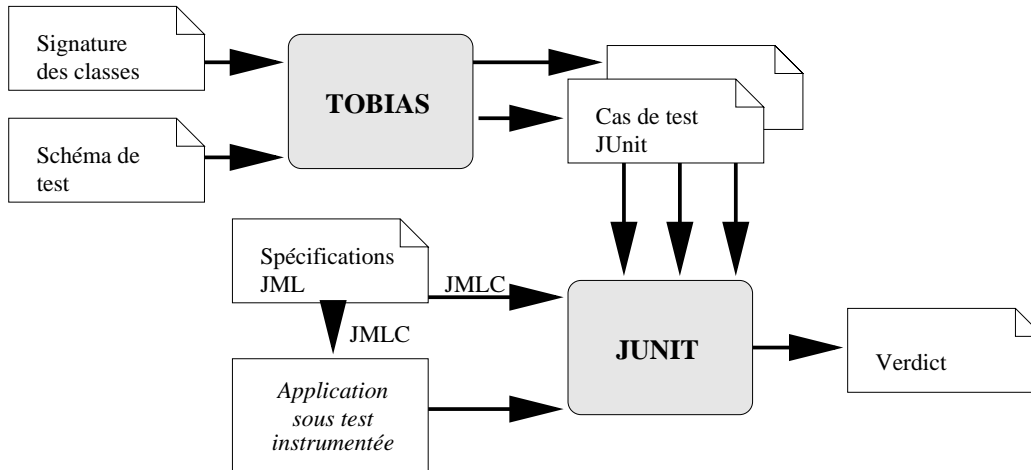 Signature
des classes
TOBIAS
Cas de test
JUnit
Schéma de
test
Spécifications
JML
JMLC
JMLC
JUNIT
Verdict
Application
sous test
instrumentée